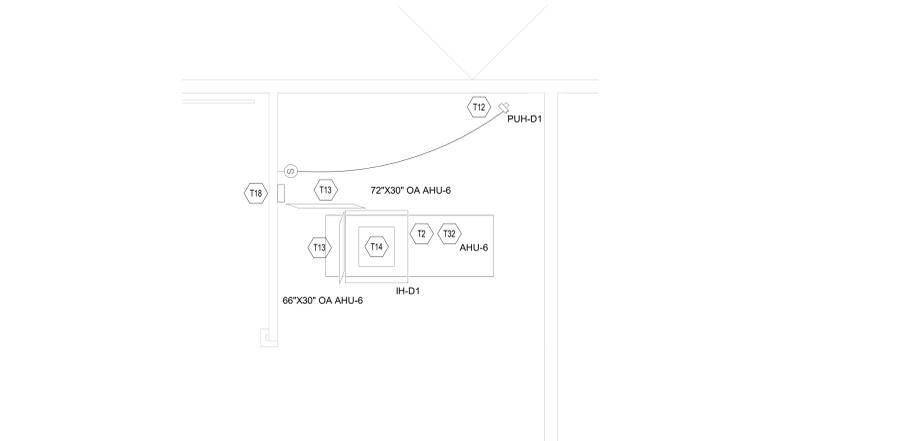 T12
PUH-D1
S
T18
T13
72"X30" OA AHU-6
T2
T32
T13
T14
AHU-6
IH-D1
66"X30" OA AHU-6